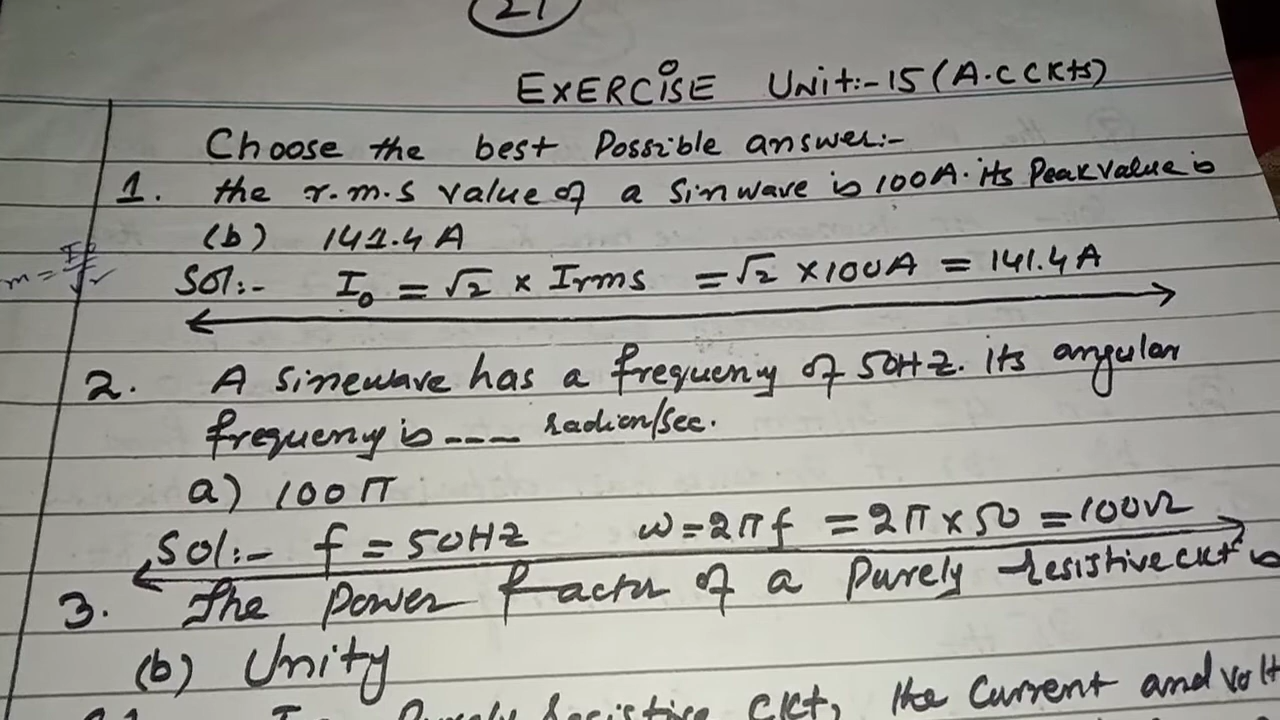 21
EXERCISE Unit:-15 (A.C CKts)
Choose the best Possible answer:-
1. the r.m.s value of a Sinwave is 100A. its Peak value is
(b) 141.4 A
Sol:- I₀ = √2 × Irms = √2 ×100A = 141.4A
2. A sinewave has a frequency of 50HZ. its angular
frequency is ---- radian/sec.
a) 100π
Sol:- f = 50HZ ω=2πf = 2π×50 =100π
3. The power factor of a Purely resistive ckt is
(b) Unity
Purely Resistive ckt, the Current and volt